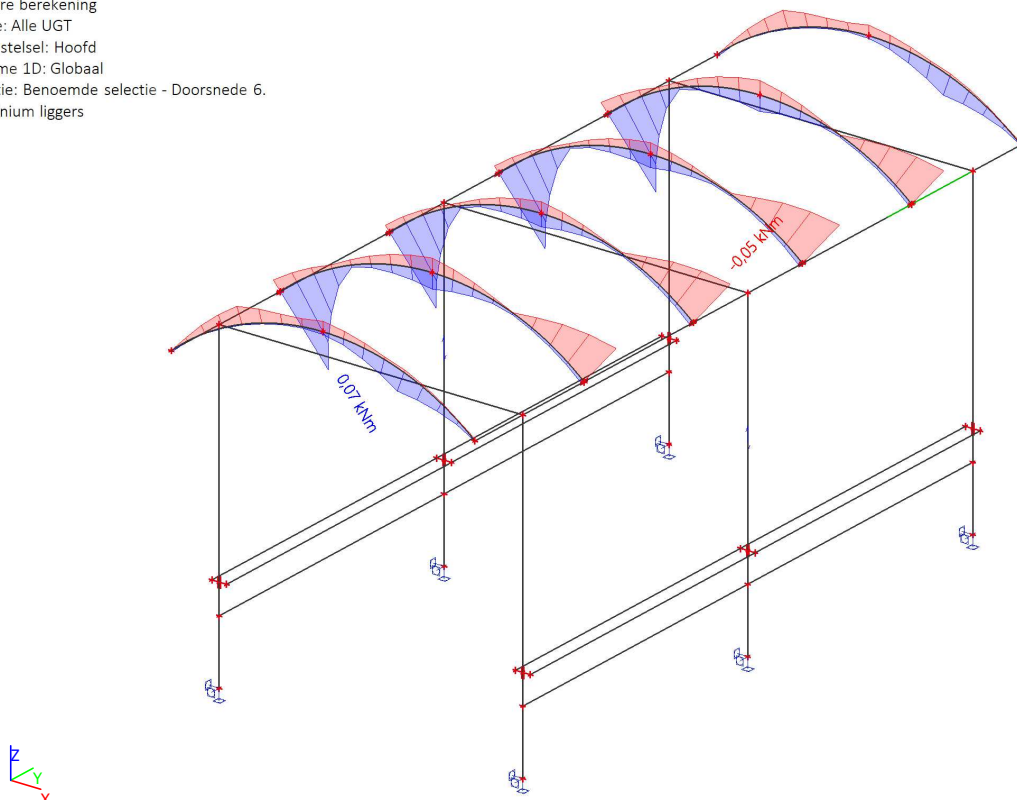 re berekening
e: Alle UGT
stelsel: Hoofd
me 1D: Globaal
tie: Benoemde selectie - Doorsnede 6.
nium liggers
-0,05 kNm
0,07 kNm
Z
Y
X